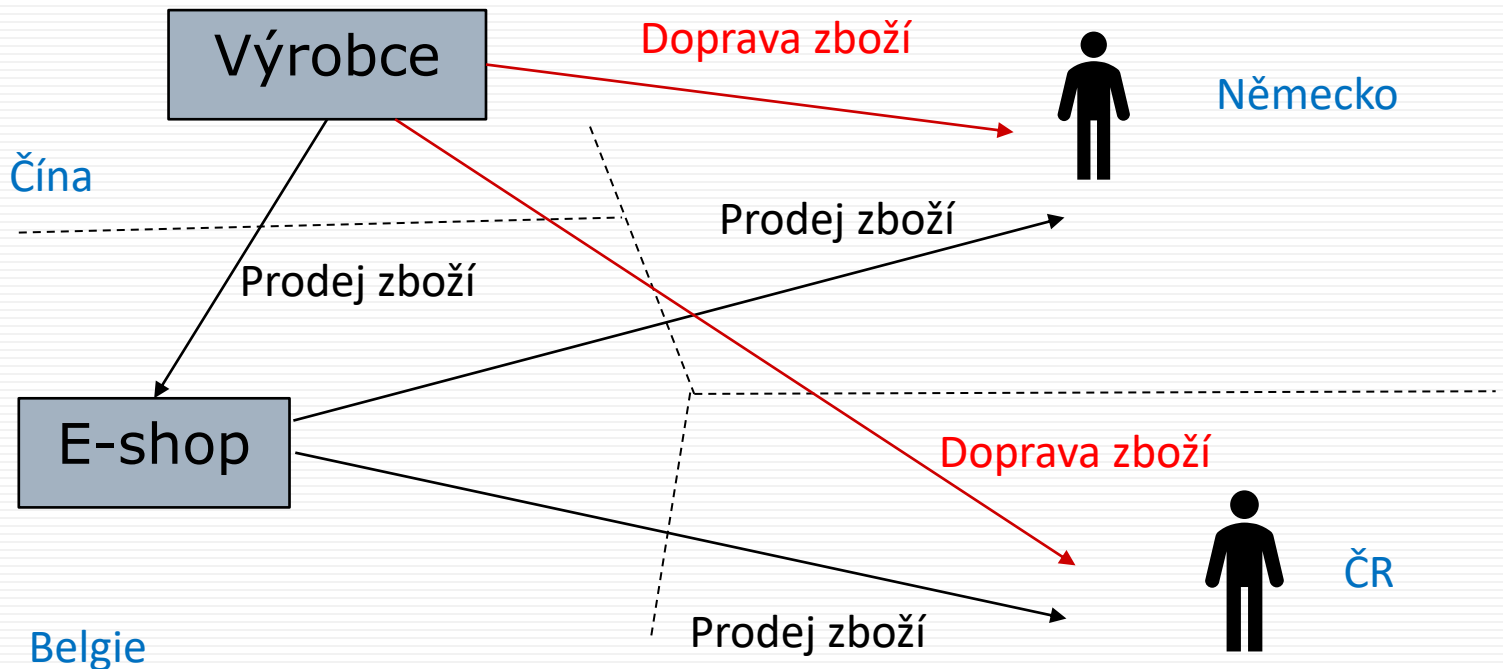 Výrobce
Doprava zboží
Německo
Čína
Prodej zboží
Prodej zboží
E-shop
Doprava zboží
ČR
Prodej zboží
Belgie